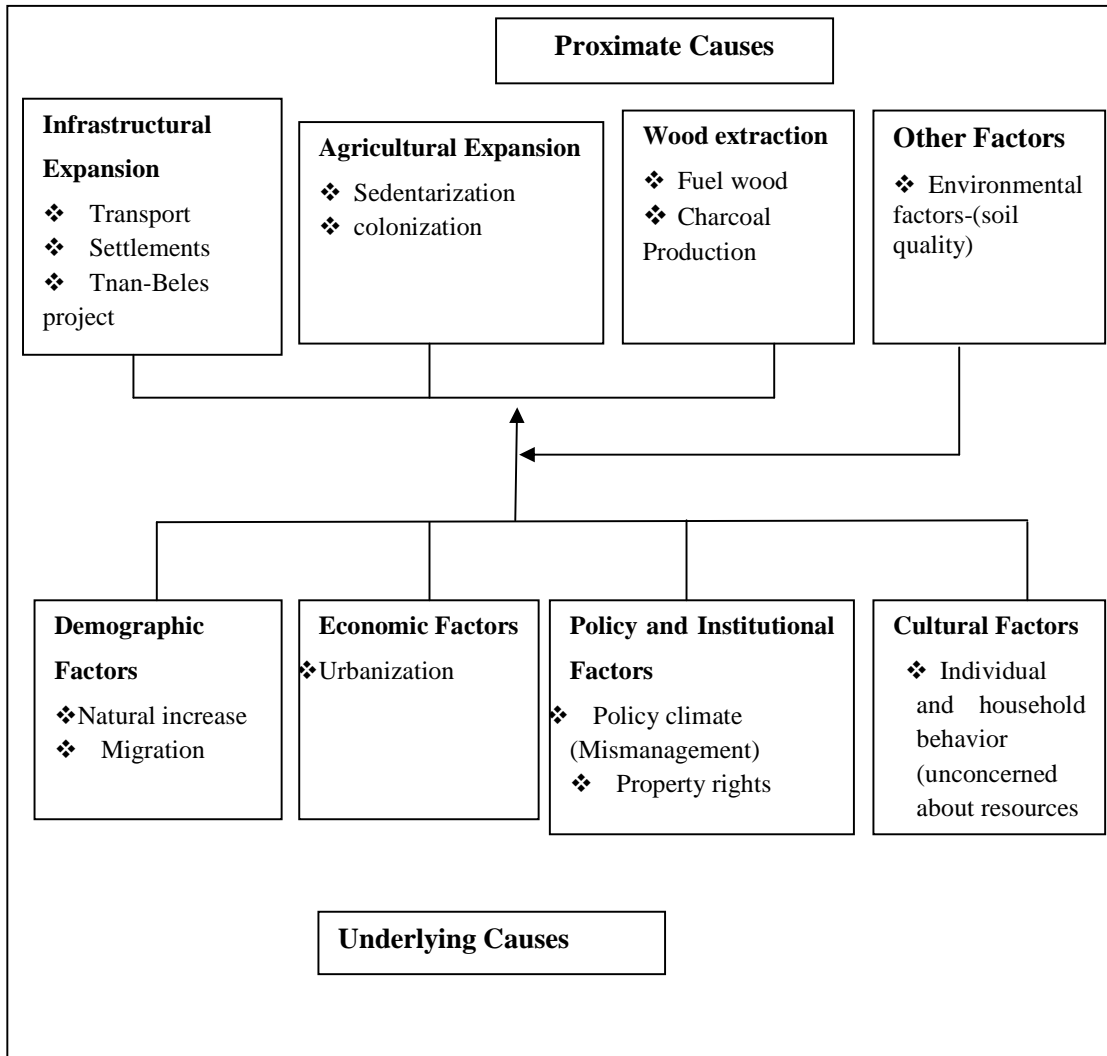 Proximate Causes
Infrastructural
Expansion
❖ Transport
❖ Settlements
❖ Tnan-Beles
project
Agricultural Expansion
❖ Sedentarization
❖ colonization
Wood extraction
❖ Fuel wood
❖ Charcoal
Production
Other Factors
❖ Environmental
factors-(soil
quality)
Demographic
Factors
❖Natural increase
❖ Migration
Economic Factors
❖Urbanization
Policy and Institutional
Factors
❖ Policy climate
(Mismanagement)
❖ Property rights
Cultural Factors
❖ Individual
and household
behavior
(unconcerned
about resources
Underlying Causes